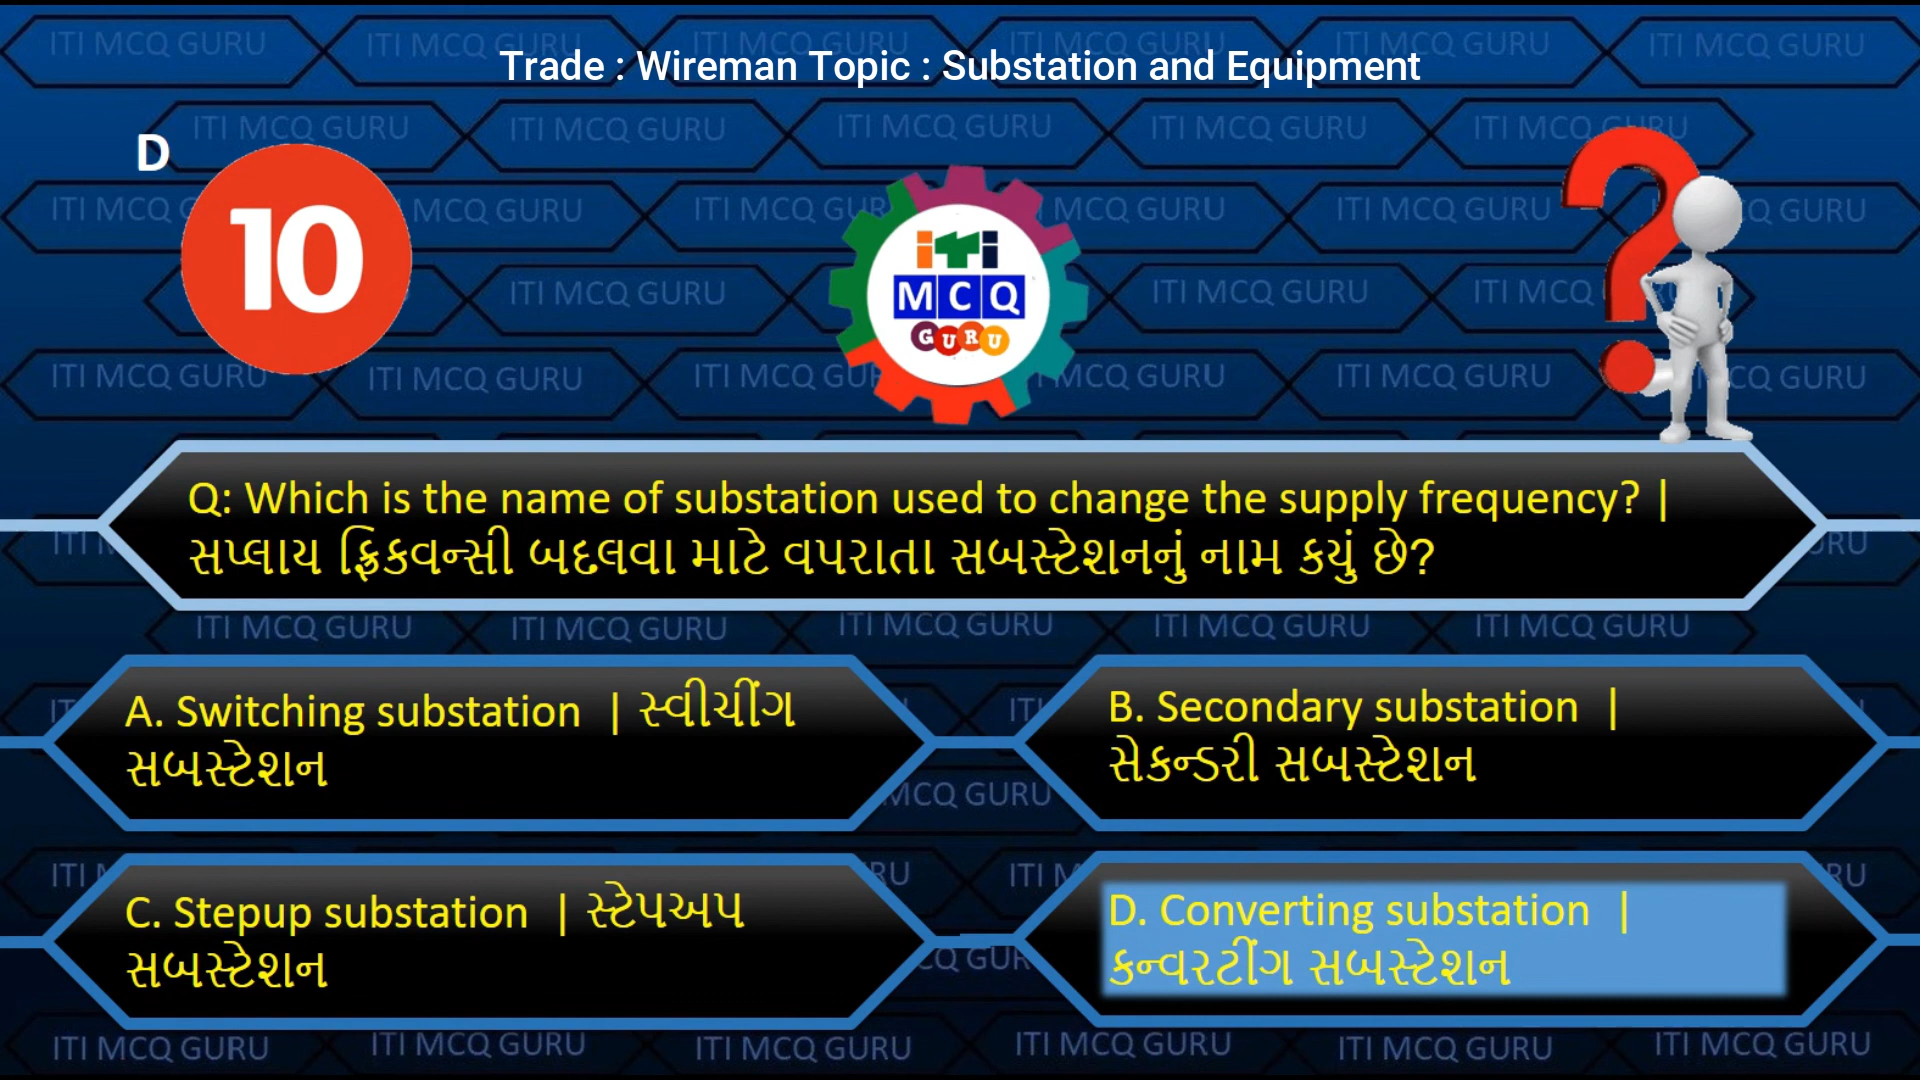 Trade : Wireman Topic : Substation and Equipment
D
10
iTi
MCQ
GURU
Q: Which is the name of substation used to change the supply frequency? |
સપ્લાય ફ્રિકવન્સી બદલવા માટે વપરાતા સબસ્ટેશનનું નામ કયું છે?
A. Switching substation | સ્વીચીંગ
સબસ્ટેશન
B. Secondary substation |
સેકન્ડરી સબસ્ટેશન
C. Stepup substation | સ્ટેપઅપ
સબસ્ટેશન
D. Converting substation |
કન્વરટીંગ સબસ્ટેશન